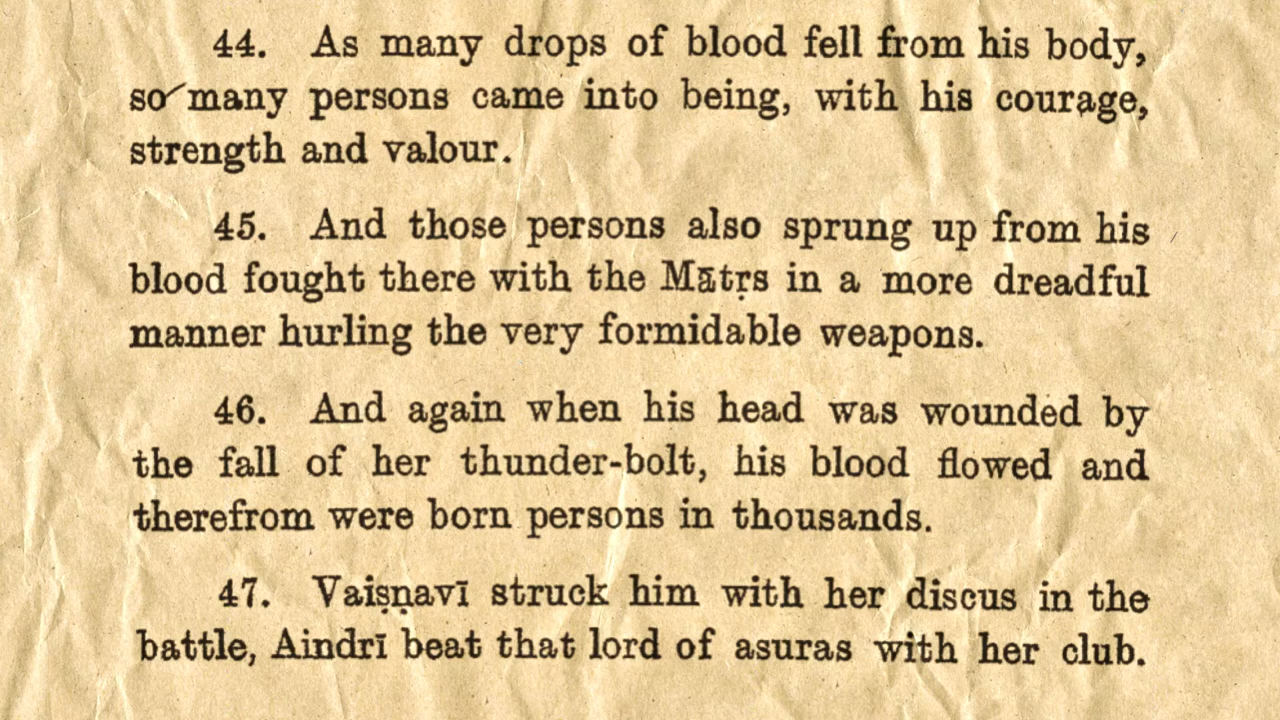 44. As many drops of blood fell from his body,
so many persons came into being, with his courage,
strength and valour.
45. And those persons also sprung up from his
blood fought there with the Mātṛs in a more dreadful
manner hurling the very formidable weapons.
46. And again when his head was wounded by
the fall of her thunder-bolt, his blood flowed and
therefrom were born persons in thousands.
47. Vaiṣṇavī struck him with her discus in the
battle, Aindrī beat that lord of asuras with her club.